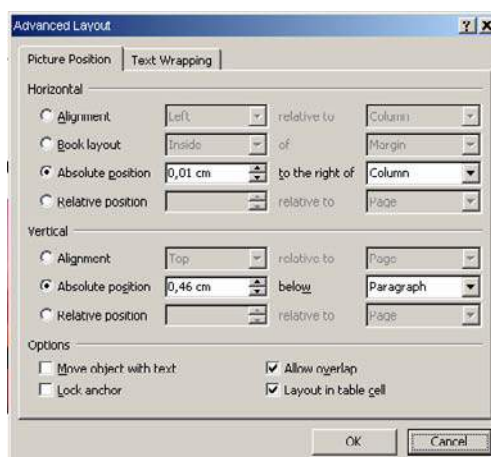 Advanced Layout
Picture Position Text Wrapping
Horizontal
Alignment Left relative to Column
Book layout Inside of Margin
Absolute position 0,01 cm to the right of Column
Relative position relative to Page
Vertical
Alignment Top relative to Page
Absolute position 0,46 cm below Paragraph
Relative position relative to Page
Options
Move object with text Allow overlap
Lock anchor Layout in table cell
OK Cancel